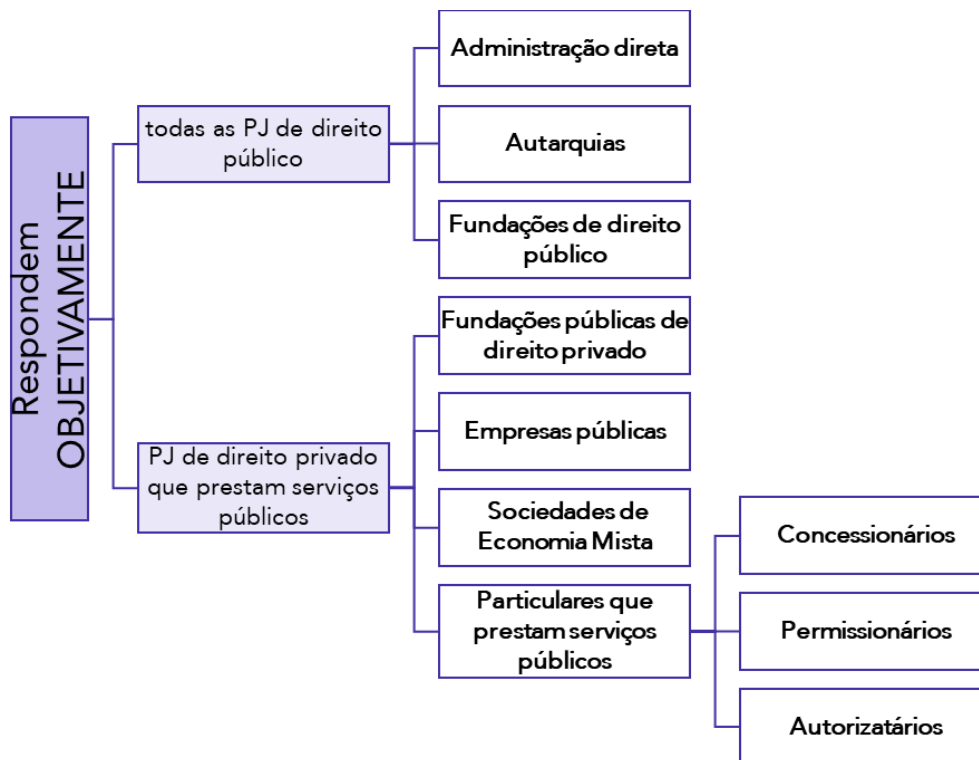 Respondem
OBJETIVAMENTE
todas as PJ de direito
público
Administração direta
Autarquias
Fundações de direito
público
PJ de direito privado
que prestam serviços
públicos
Fundações públicas de
direito privado
Empresas públicas
Sociedades de
Economia Mista
Particulares que
prestam serviços
públicos
Concessionários
Permissionários
Autorizatários